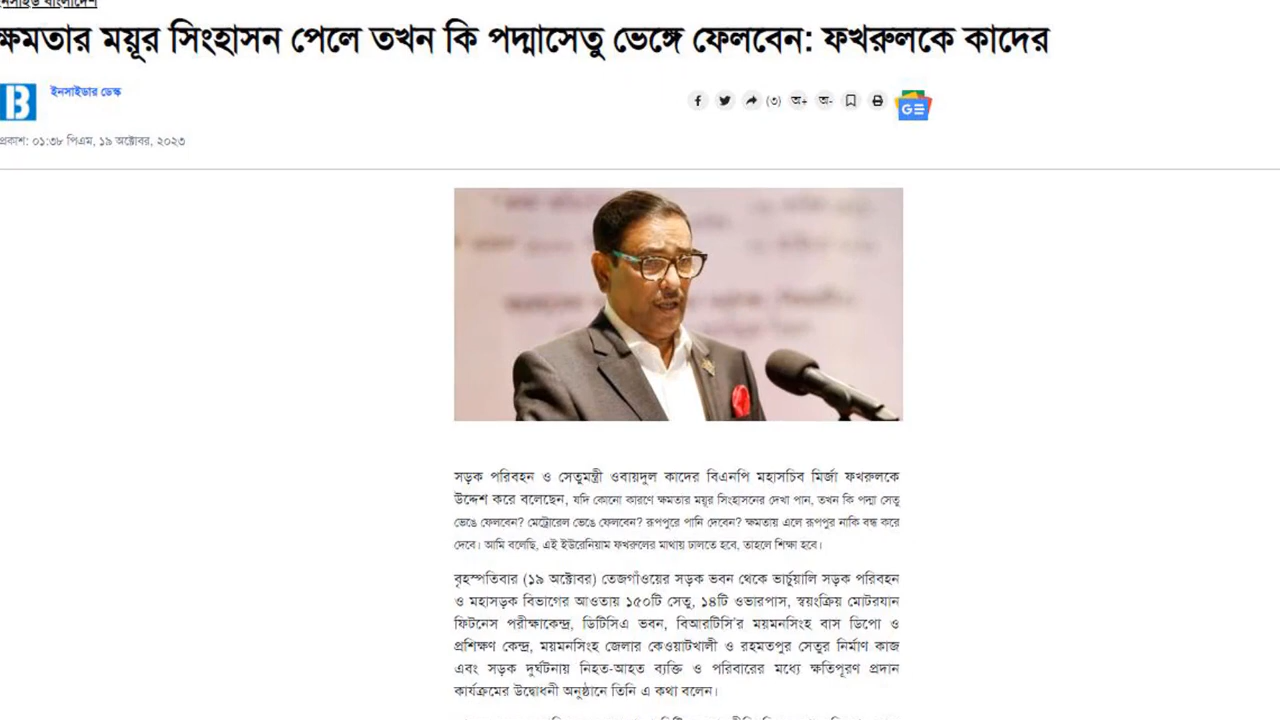 ইনসাইড বাংলাদেশ
ক্ষমতার ময়ূর সিংহাসন পেলে তখন কি পদ্মাসেতু ভেঙ্গে ফেলবেন: ফখরুলকে কাদের
B
ইনসাইডার ডেস্ক
(৩) অ+ অ-
GE
প্রকাশ: ০১:৩৮ পিএম, ১৯ অক্টোবর, ২০২৩
সড়ক পরিবহন ও সেতুমন্ত্রী ওবায়দুল কাদের বিএনপি মহাসচিব মির্জা ফখরুলকে
উদ্দেশ করে বলেছেন, যদি কোনো কারণে ক্ষমতার ময়ূর সিংহাসনের দেখা পান, তখন কি পদ্মা সেতু
ভেঙে ফেলবেন? মেট্রোরেল ভেঙে ফেলবেন? রূপপুরে পানি দেবেন? ক্ষমতায় এলে রূপপুর নাকি বন্ধ করে
দেবে। আমি বলেছি, এই ইউরেনিয়াম ফখরুলের মাথায় ঢালতে হবে, তাহলে শিক্ষা হবে।
বৃহস্পতিবার (১৯ অক্টোবর) তেজগাঁওয়ের সড়ক ভবন থেকে ভার্চুয়ালি সড়ক পরিবহন
ও মহাসড়ক বিভাগের আওতায় ১৫০টি সেতু, ১৪টি ওভারপাস, স্বয়ংক্রিয় মোটরযান
ফিটনেস পরীক্ষাকেন্দ্র, ডিটিসিএ ভবন, বিআরটিসি’র ময়মনসিংহ বাস ডিপো ও
প্রশিক্ষণ কেন্দ্র, ময়মনসিংহ জেলার কেওয়াটখালী ও রহমতপুর সেতুর নির্মাণ কাজ
এবং সড়ক দুর্ঘটনায় নিহত-আহত ব্যক্তি ও পরিবারের মধ্যে ক্ষতিপূরণ প্রদান
কার্যক্রমের উদ্বোধনী অনুষ্ঠানে তিনি এ কথা বলেন।